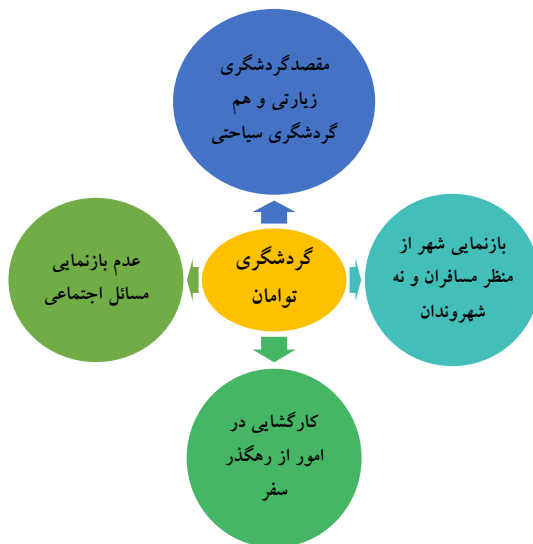 مقصدگردشگری
زیارتی و هم
گردشگری سیاحتی
بازنمایی شهر از
منظر مسافران و نه
شهروندان
گردشگری
توامان
عدم بازنمایی
مسائل اجتماعی
کارگشایی در
امور از رهگذر
سفر